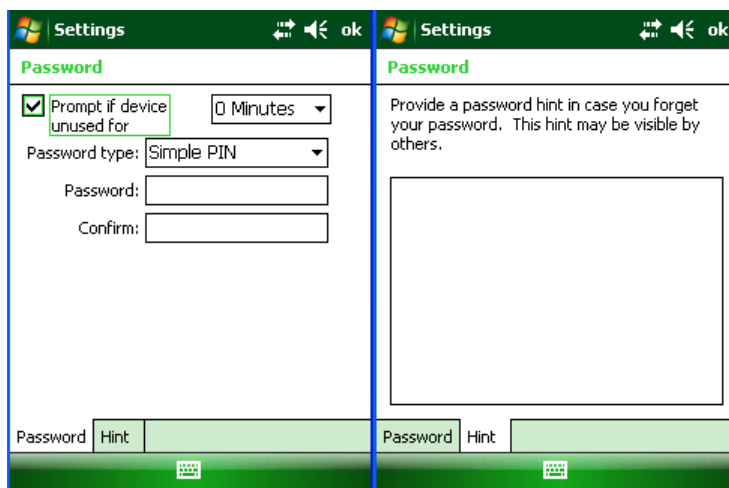 Settings ok
Password
Prompt if device
unused for
0 Minutes
Password type: Simple PIN
Password:
Confirm:
Password Hint
Settings ok
Password
Provide a password hint in case you forget
your password. This hint may be visible by
others.
Password Hint